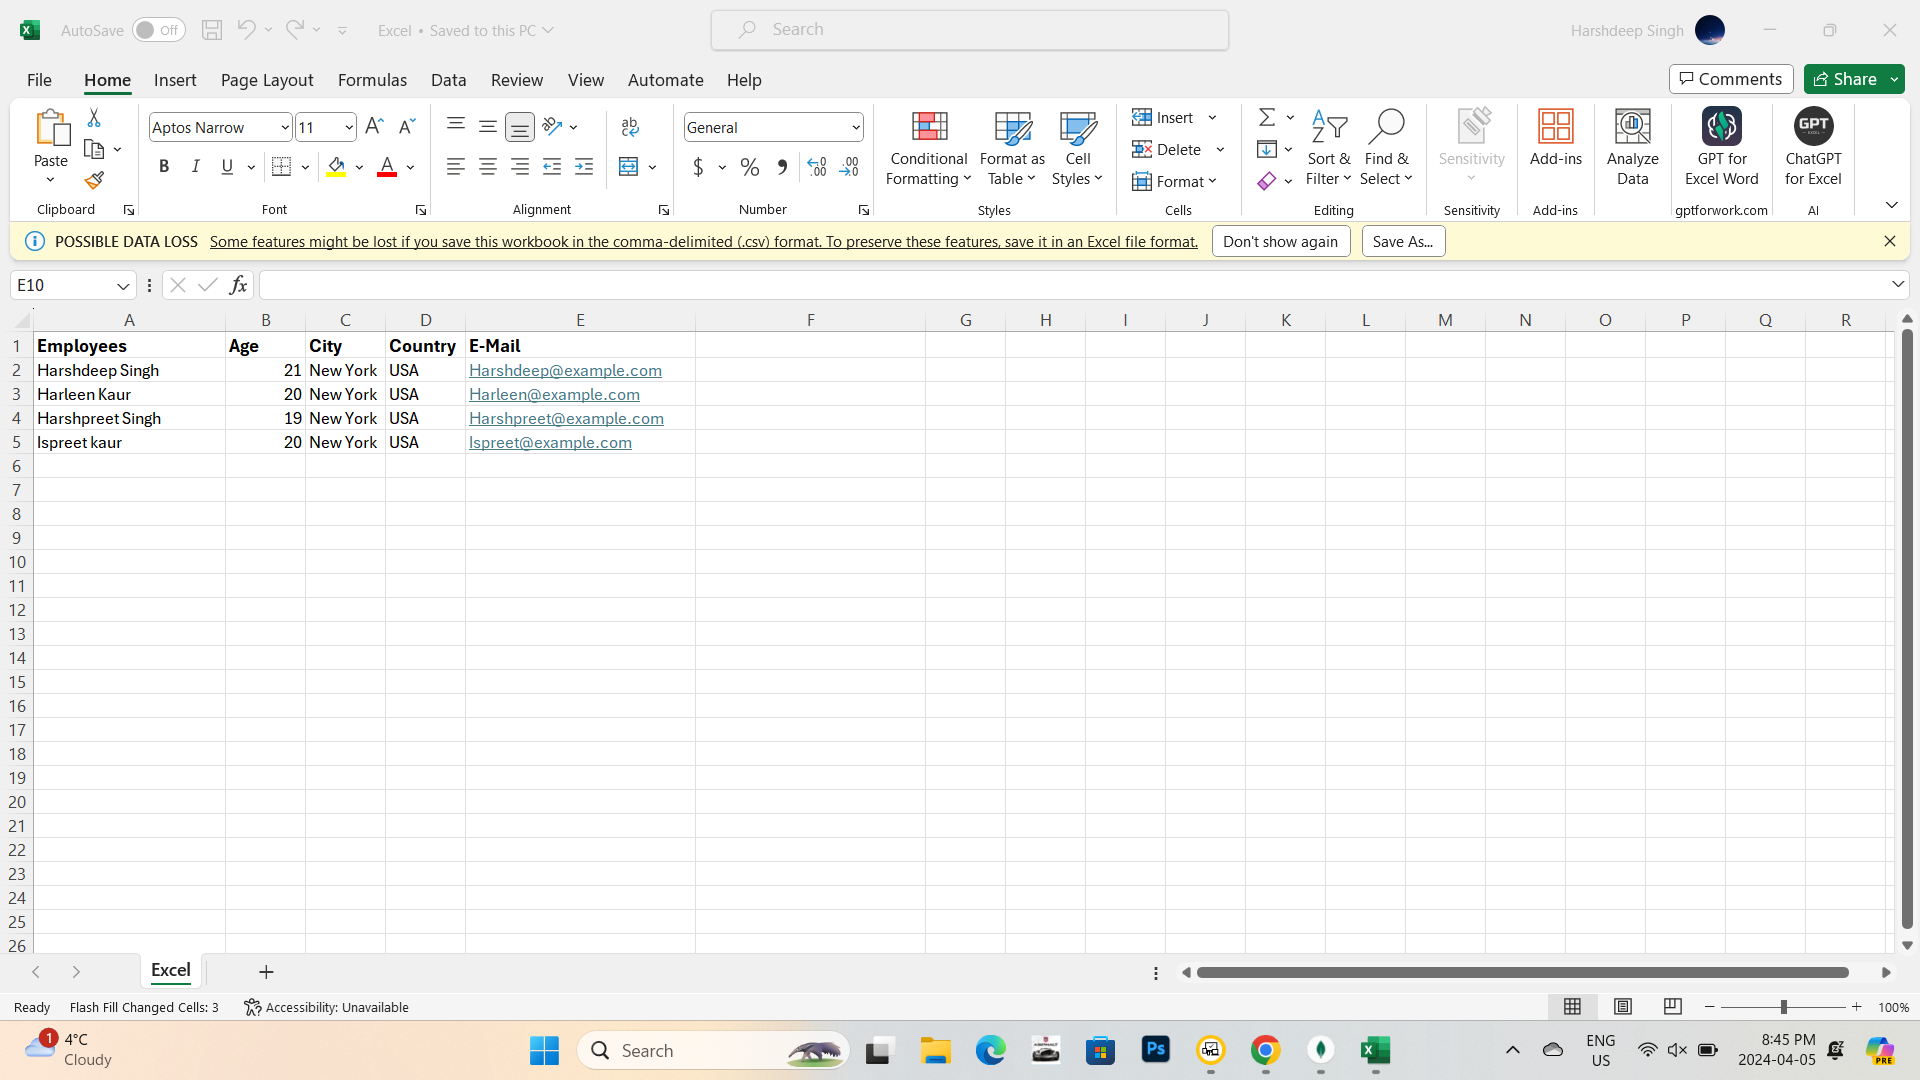 AutoSave Off Excel • Saved to this PC Search Harshdeep Singh
File Home Insert Page Layout Formulas Data Review View Automate Help Comments Share
Paste
Clipboard
Aptos Narrow 11
B I U A
Font
ab
c
Alignment
General
$ % , .00 .00
Number
Conditional Formatting
Format as Table
Cell Styles
Styles
Insert
Delete
Format
Cells
Sort & Filter
Find & Select
Editing
Sensitivity
Sensitivity
Add-ins
Add-ins
Analyze Data
GPT for Excel Word
gptforwork.com
GPT
EXCEL
ChatGPT for Excel
AI
POSSIBLE DATA LOSS Some features might be lost if you save this workbook in the comma-delimited (.csv) format. To preserve these features, save it in an Excel file format. Don't show again Save As...
E10 fx
A B C D E F G H I J K L M N O P Q R
1 Employees Age City Country E-Mail
2 Harshdeep Singh 21 New York USA Harshdeep@example.com
3 Harleen Kaur 20 New York USA Harleen@example.com
4 Harshpreet Singh 19 New York USA Harshpreet@example.com
5 Ispreet kaur 20 New York USA Ispreet@example.com
6
7
8
9
10
11
12
13
14
15
16
17
18
19
20
21
22
23
24
25
26
Excel
Ready Flash Fill Changed Cells: 3 Accessibility: Unavailable 100%
1 4°C
Cloudy
Search
Ps
ENG
US
8:45 PM
2024-04-05
PRE